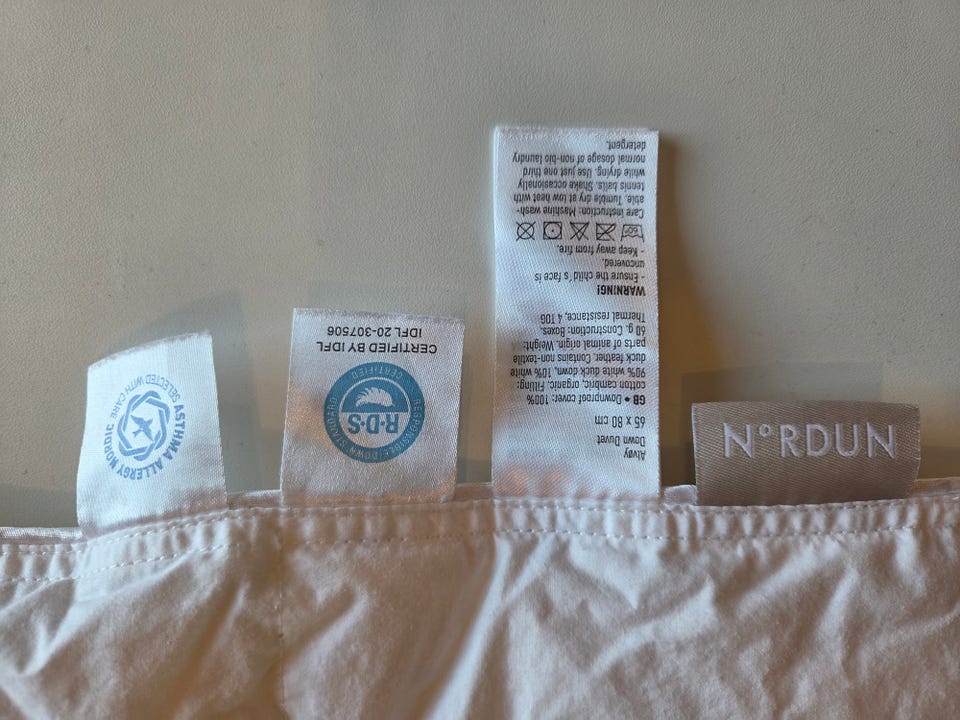 ASTHMA ALLERGY NORDIC
SELECTED WITH CARE
RESPONSIBLE DOWN STANDARD
R·D·S
CERTIFIED
CERTIFIED BY IDFL
IDFL 20-307506
Alvøy
Down Duvet
65 x 80 cm
GB • Downproof cover: 100%
cotton cambric, organic. Filling:
90% white duck down, 10% white
duck feather. Contains non-textile
parts of animal origin. Weight:
60 g. Construction: Boxes.
Thermal resistance, 4 TOG
WARNING!
- Ensure the child's face is
uncovered.
- Keep away from fire.
60°
Care instruction: Mashine wash-
able. Tumble dry at low heat with
tennis balls. Shake occasionally
while drying. Use just one third
normal dosage of non-bio laundry
detergent.
N°RDUN